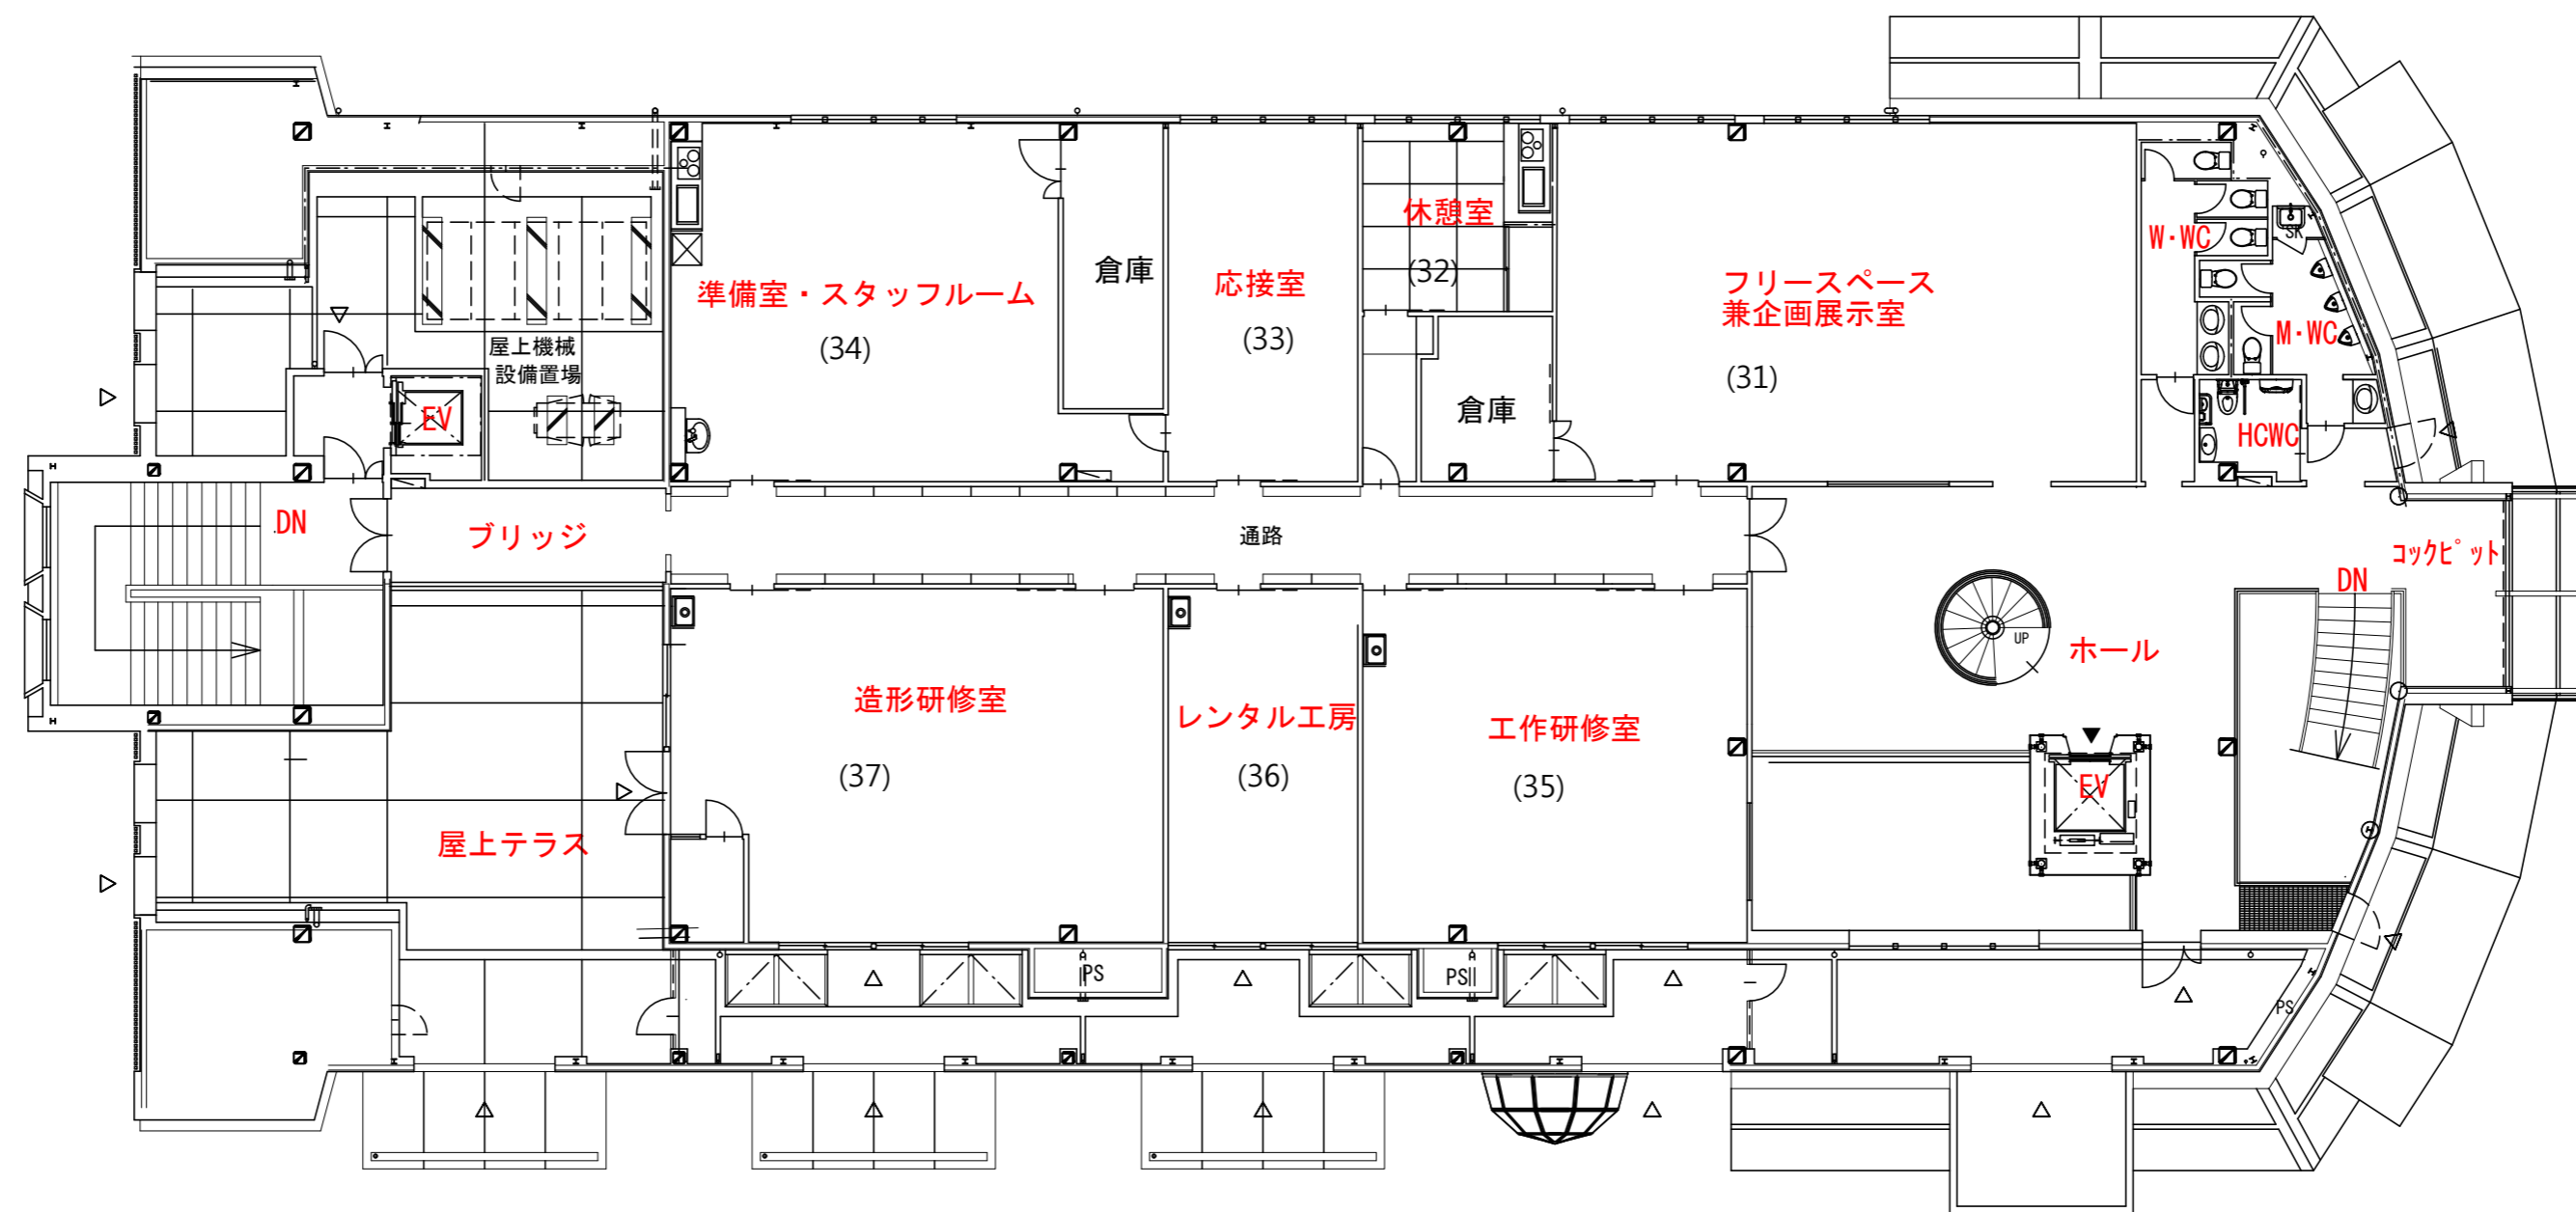 W・WC
休憩室
SK
倉庫
(32)
準備室・スタッフルーム
応接室
フリースペース
兼企画展示室
(34)
(33)
(31)
M・WC
屋上機械
設備置場
EV
倉庫
HCWC
DN
ブリッジ
通路
コックピット
DN
UP
ホール
造形研修室
レンタル工房
工作研修室
(37)
(36)
(35)
EV
屋上テラス
PS
PS
PS